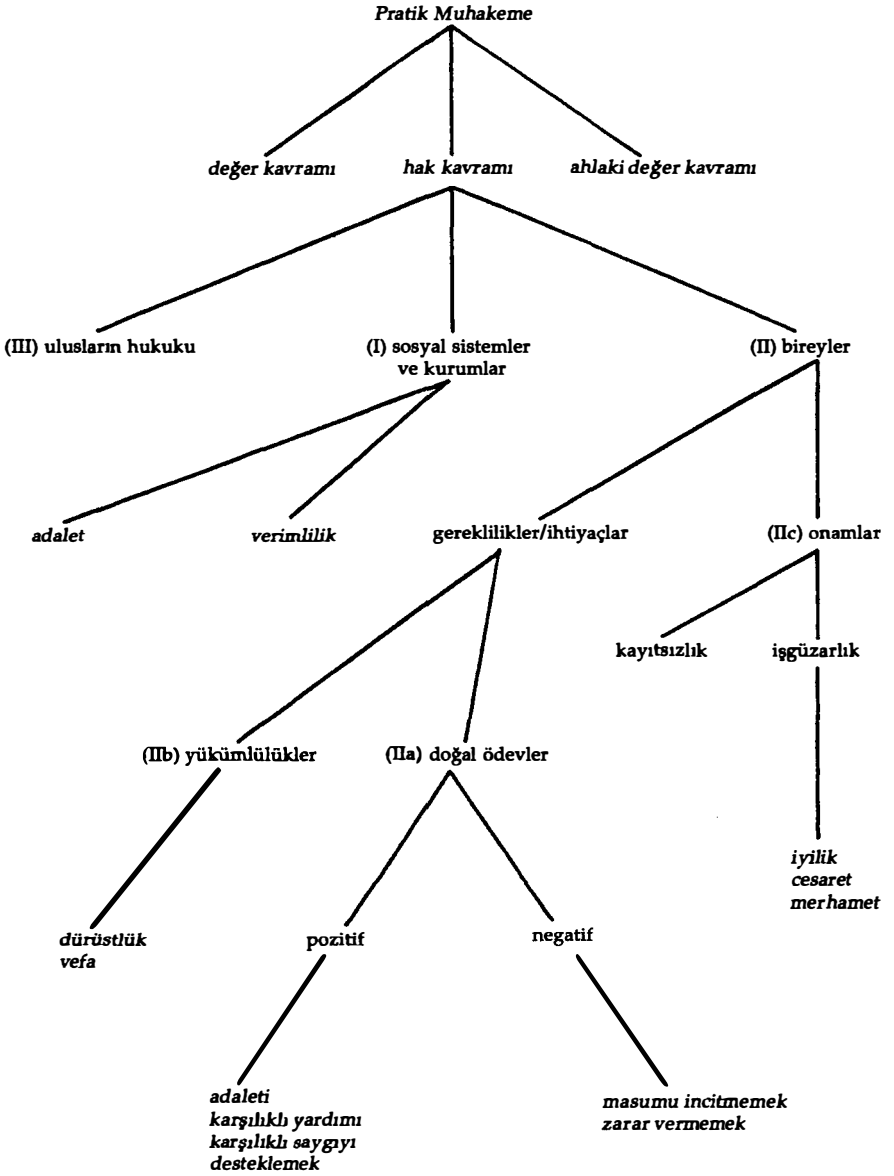 Pratik Muhakeme
değer kavramı
hak kavramı
ahlaki değer kavramı
(III) ulusların hukuku
(I) sosyal sistemler
ve kurumlar
(II) bireyler
adalet
verimlilik
gereklilikler/ihtiyaçlar
(IIc) onamlar
kayıtsızlık
işgüzarlık
(IIb) yükümlülükler
(IIa) doğal ödevler
iyilik
cesaret
merhamet
dürüstlük
vefa
pozitif
negatif
adaleti
karşılıklı yardımı
karşılıklı saygıyı
desteklemek
masumu incitmemek
zarar vermemek